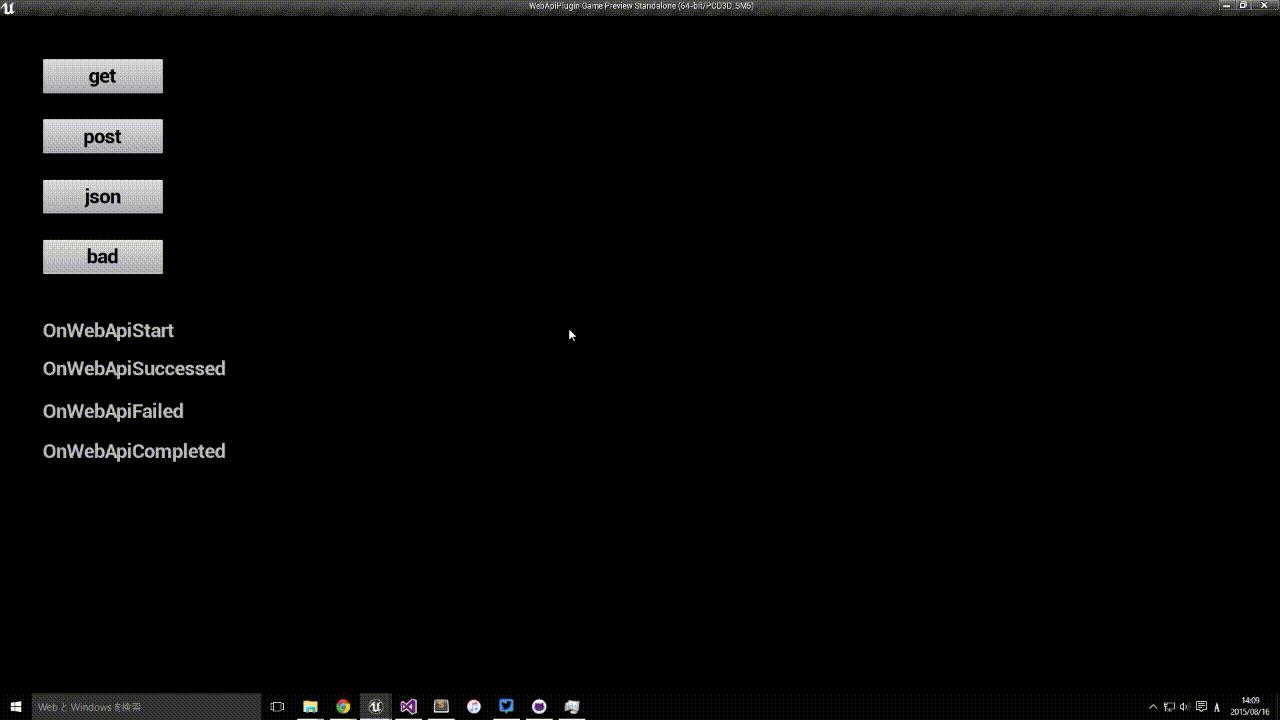 WebApiPlugin Game Preview Standalone (64-bit/PCD3D_SM5)
get
post
json
bad
OnWebApiStart
OnWebApiSuccessed
OnWebApiFailed
OnWebApiCompleted
Web と Windows を検索
A
14:09
2015/08/16